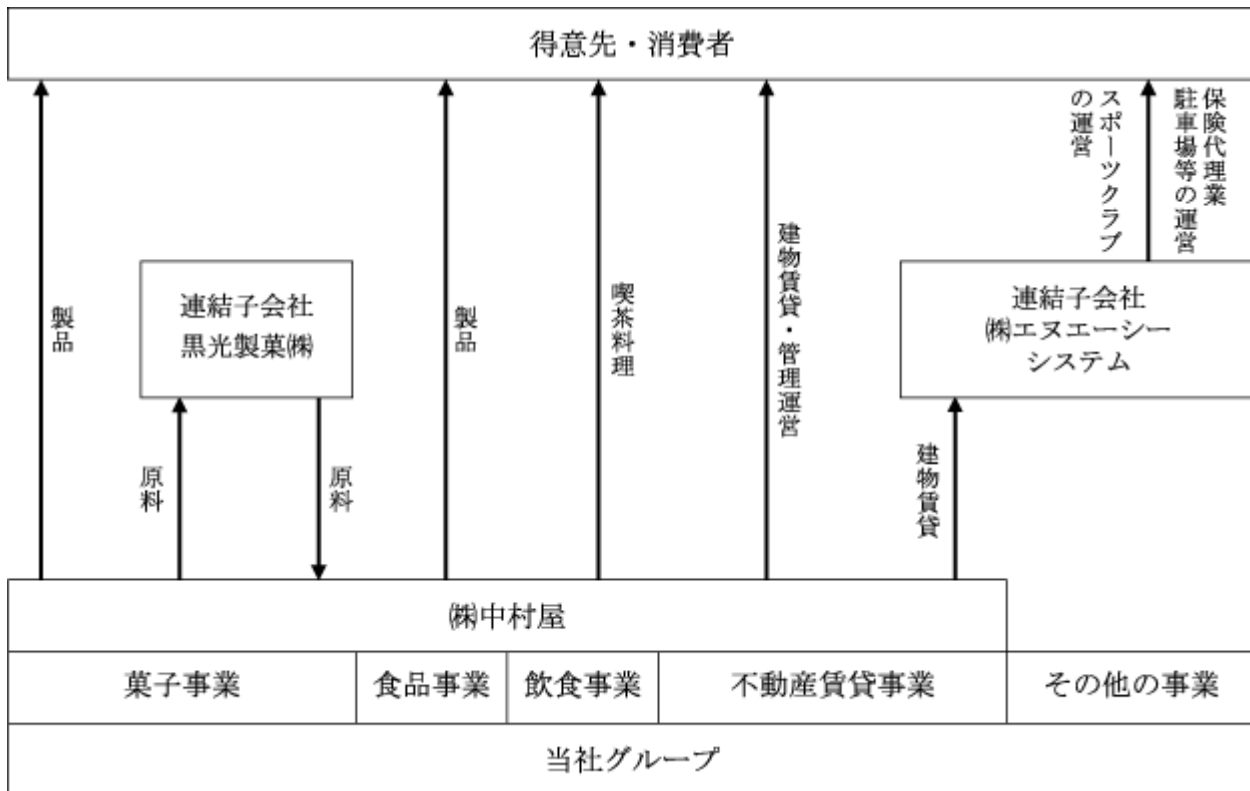 得意先・消費者
製品
連結子会社
黒光製菓㈱
原料
原料
製品
喫茶料理
建物賃貸・管理運営
スポーツクラブ
の運営
保険代理業
駐車場等の運営
連結子会社
㈱エヌエーシー
システム
建物賃貸
㈱中村屋
菓子事業
食品事業
飲食事業
不動産賃貸事業
その他の事業
当社グループ